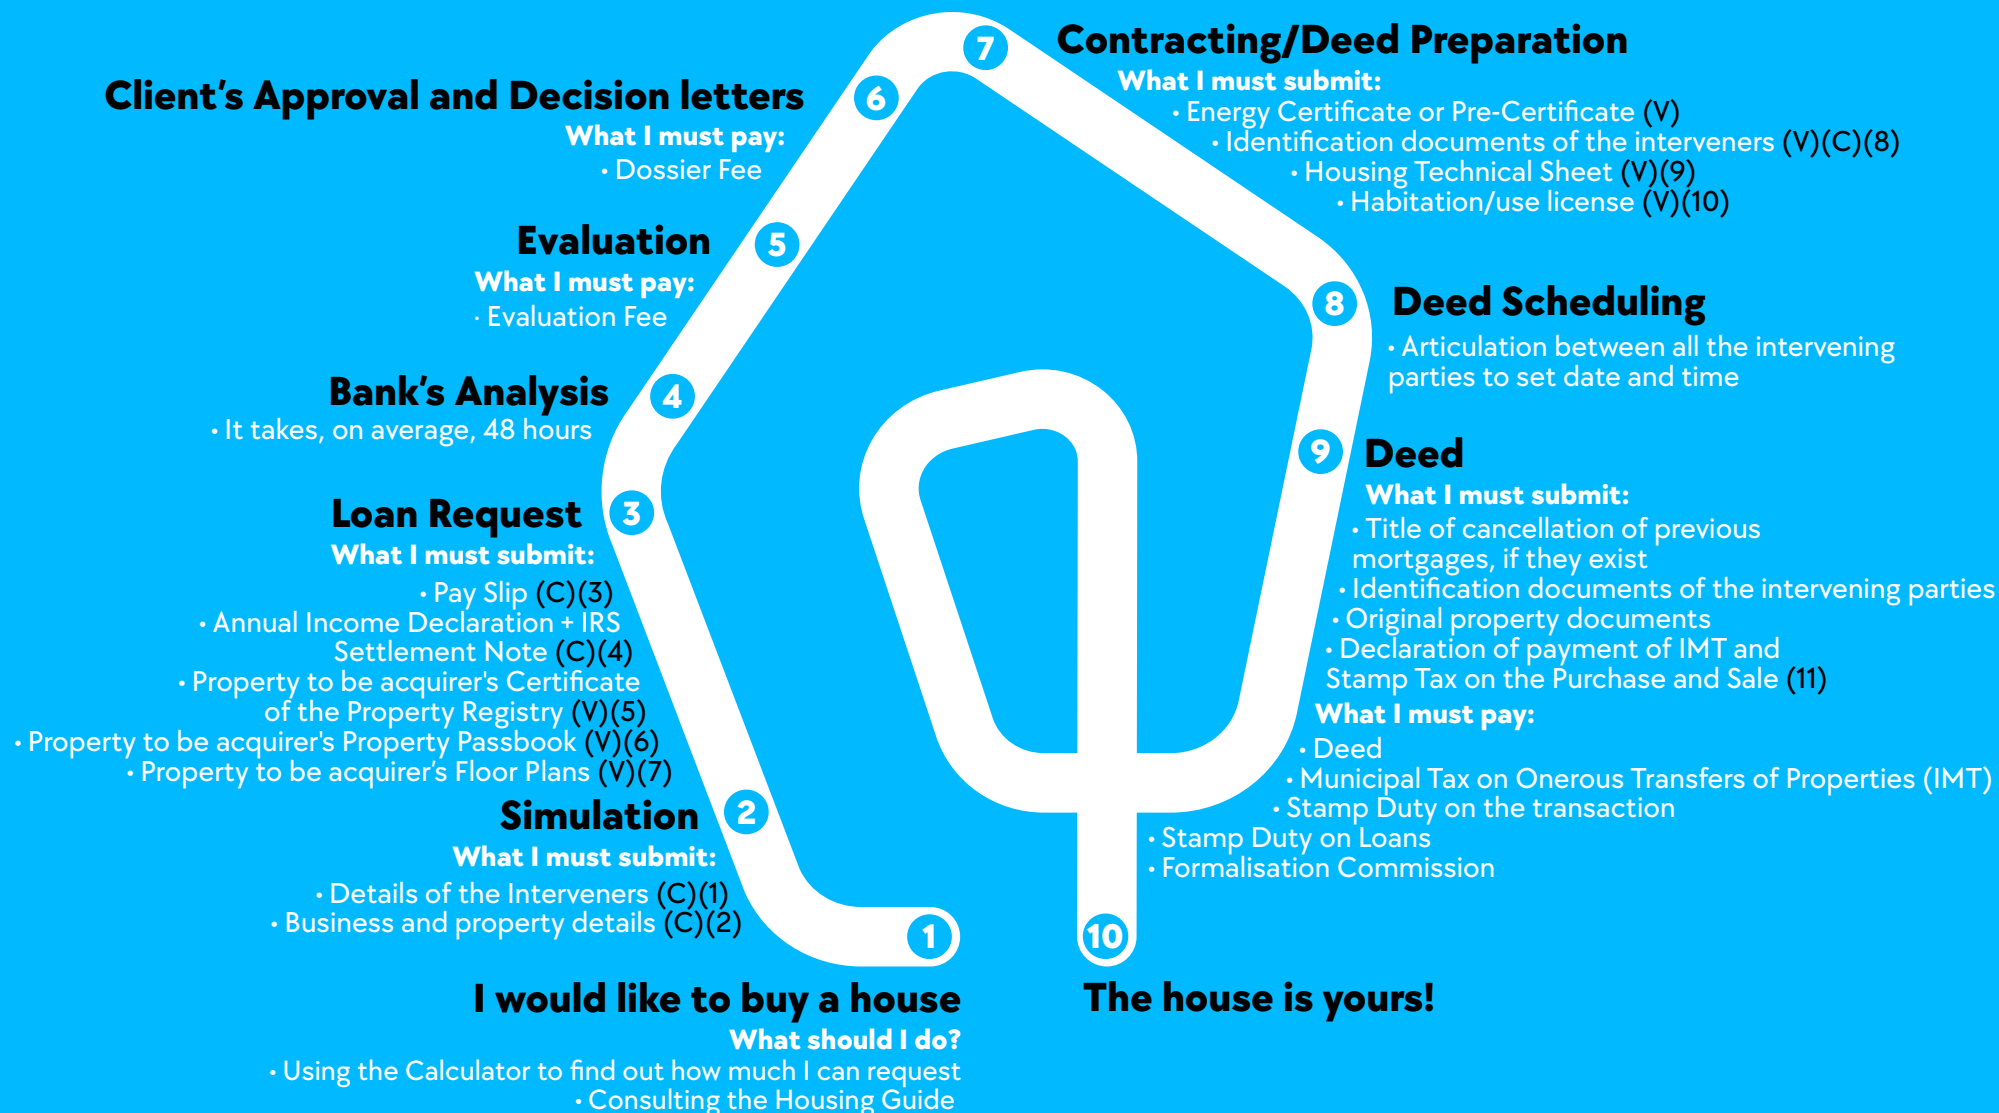 1
I would like to buy a house
What should I do?
• Using the Calculator to find out how much I can request
• Consulting the Housing Guide
2
Simulation
What I must submit:
• Details of the Interveners (C)(1)
• Business and property details (C)(2)
3
Loan Request
What I must submit:
• Pay Slip (C)(3)
• Annual Income Declaration + IRS
Settlement Note (C)(4)
• Property to be acquirer's Certificate
of the Property Registry (V)(5)
• Property to be acquirer's Property Passbook (V)(6)
• Property to be acquirer's Floor Plans (V)(7)
4
Bank's Analysis
• It takes, on average, 48 hours
5
Evaluation
What I must pay:
· Evaluation Fee
6
Client's Approval and Decision letters
What I must pay:
• Dossier Fee
7
Contracting/Deed Preparation
What I must submit:
• Energy Certificate or Pre-Certificate (V)
• Identification documents of the interveners (V)(C)(8)
• Housing Technical Sheet (V)(9)
• Habitation/use license (V)(10)
8
Deed Scheduling
• Articulation between all the intervening
parties to set date and time
9
Deed
What I must submit:
• Title of cancellation of previous
mortgages, if they exist
• Identification documents of the intervening parties
• Original property documents
• Declaration of payment of IMT and
Stamp Tax on the Purchase and Sale (11)
What I must pay:
• Deed
• Municipal Tax on Onerous Transfers of Properties (IMT)
• Stamp Duty on the transaction
• Stamp Duty on Loans
• Formalisation Commission
10
The house is yours!